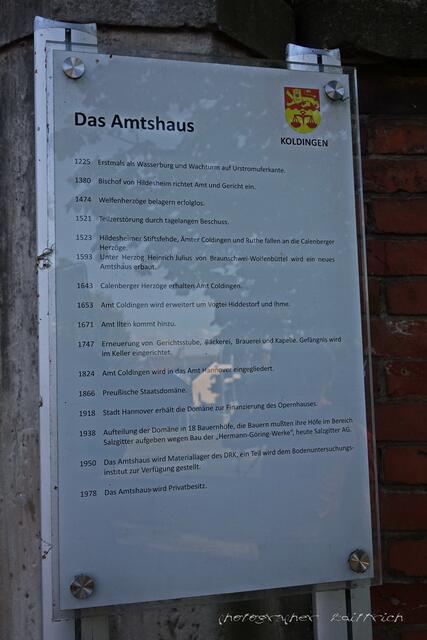 Das Amtshaus
KOLDINGEN
1225 Erstmals als Wasserburg und Wachturm auf Urstromuferkante.
1380 Bischof von Hildesheim richtet Amt und Gericht ein.
1474 Welfenherzöge belagern erfolglos.
1521 Teilzerstörung durch tagelangen Beschuss.
1523 Hildesheimer Stiftsfehde, Ämter Coldingen und Ruthe fallen an die Calenberger
Herzöge.
1593 Unter Herzog Heinrich Julius von Braunschwei-Wolfenbüttel wird ein neues
Amtshaus erbaut.
1643 Calenberger Herzöge erhalten Amt Coldingen.
1653 Amt Coldingen wird erweitert um Vogtei Hiddestorf und Ihme.
1671 Amt Ilten kommt hinzu.
1747 Erneuerung von Gerichtsstube, Bäckerei, Brauerei und Kapelle. Gefängnis wird
im Keller eingerichtet.
1824 Amt Coldingen wird in das Amt Hannover eingegliedert.
1866 Preußische Staatsdomäne.
1918 Stadt Hannover erhält die Domäne zur Finanzierung des Opernhauses.
1938 Aufteilung der Domäne in 18 Bauernhöfe, die Bauern mußten ihre Höfe im Bereich
Salzgitter aufgeben wegen Bau der „Hermann-Göring-Werke“, heute Salzgitter AG.
1950 Das Amtshaus wird Materiallager des DRK, ein Teil wird dem Bodenuntersuchungs-
institut zur Verfügung gestellt.
1978 Das Amtshaus wird Privatbesitz.
photographer Ralffrich